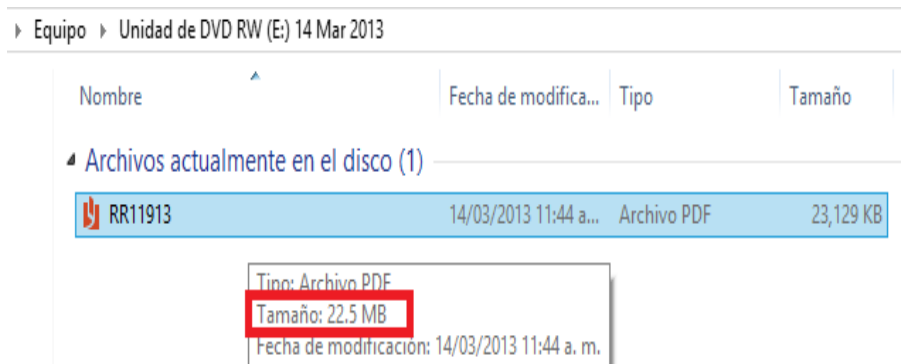 Equipo Unidad de DVD RW (E:) 14 Mar 2013
Nombre Fecha de modifica... Tipo Tamaño
Archivos actualmente en el disco (1)
RR11913 14/03/2013 11:44 a... Archivo PDF 23,129 KB
Tipo: Archivo PDF
Tamaño: 22.5 MB
Fecha de modificación: 14/03/2013 11:44 a. m.